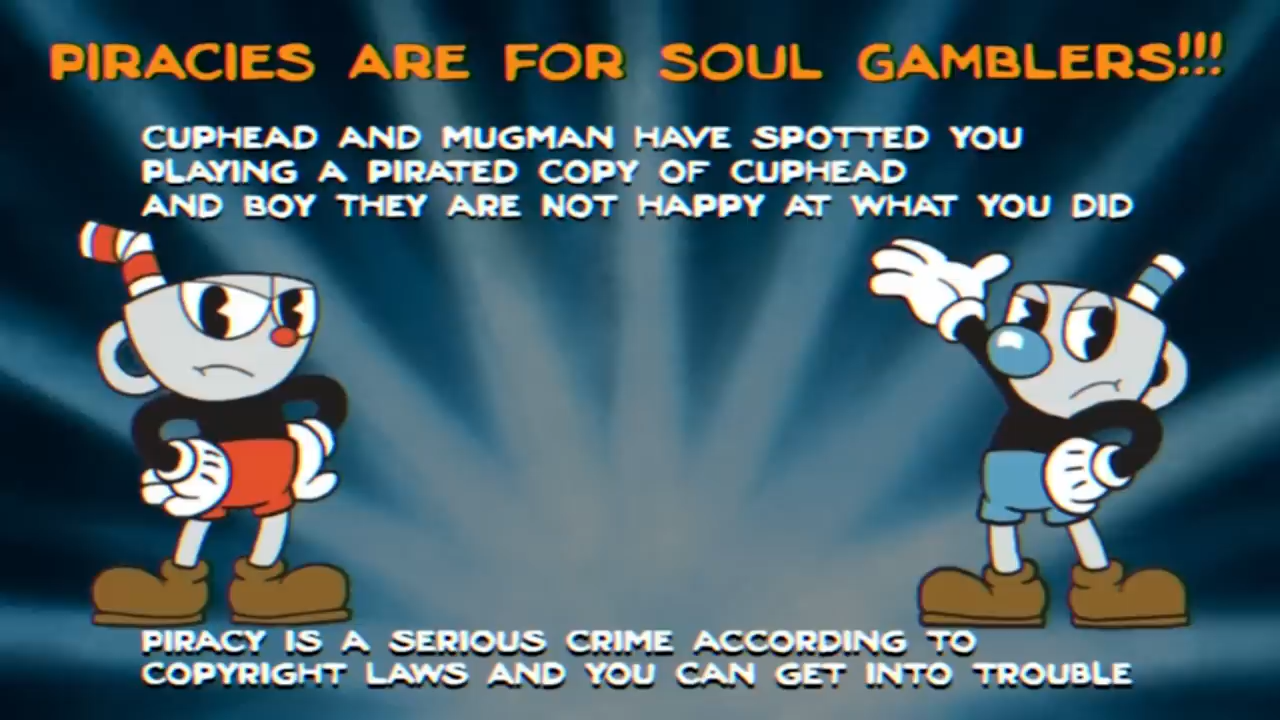 PIRACIES ARE FOR SOUL GAMBLERS!!!
CUPHEAD AND MUGMAN HAVE SPOTTED YOU
PLAYING A PIRATED COPY OF CUPHEAD
AND BOY THEY ARE NOT HAPPY AT WHAT YOU DID
PIRACY IS A SERIOUS CRIME ACCORDING TO
COPYRIGHT LAWS AND YOU CAN GET INTO TROUBLE